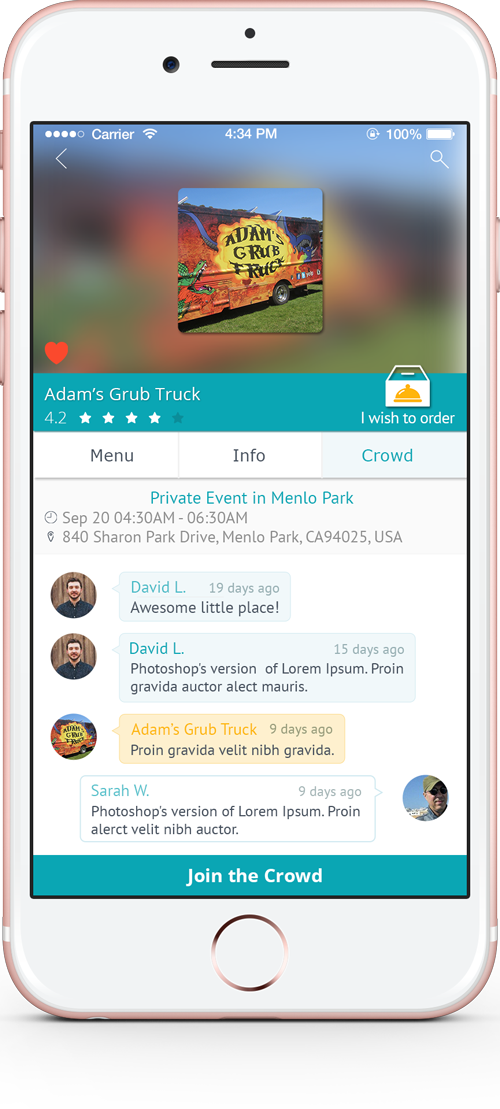 Carrier 4:34 PM 100%
ADAM'S
GRUB
TRUCK
Adam's Grub Truck
4.2
I wish to order
Menu Info Crowd
Private Event in Menlo Park
Sep 20 04:30AM - 06:30AM
840 Sharon Park Drive, Menlo Park, CA94025, USA
David L. 19 days ago
Awesome little place!
David L. 15 days ago
Photoshop's version of Lorem Ipsum. Proin
gravida auctor alect mauris.
Adam's Grub Truck 9 days ago
Proin gravida velit nibh gravida.
Sarah W. 9 days ago
Photoshop's version of Lorem Ipsum. Proin
alerct velit nibh auctor.
Join the Crowd